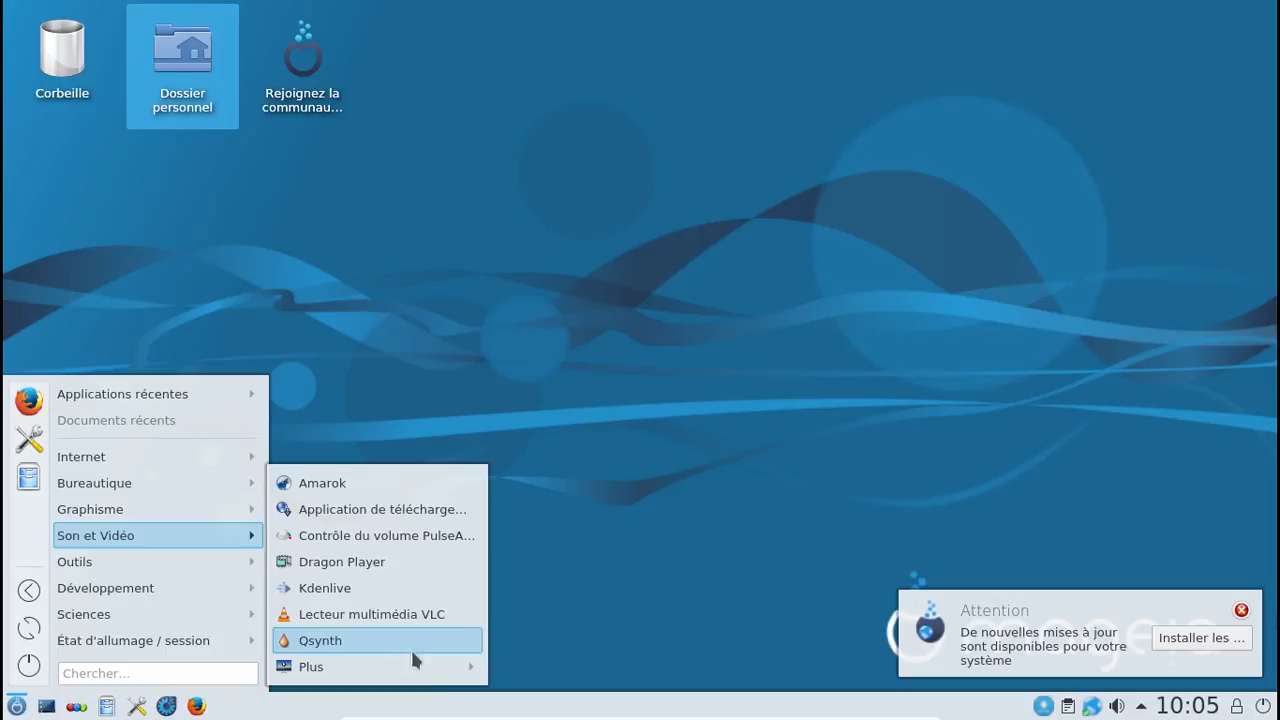 Corbeille
Dossier
personnel
Rejoignez la
communau...
Applications récentes
Documents récents
Internet
Bureautique
Graphisme
Son et Vidéo
Outils
Développement
Sciences
État d'allumage / session
Chercher...
Amarok
Application de télécharge...
Contrôle du volume PulseA...
Dragon Player
Kdenlive
Lecteur multimédia VLC
Qsynth
Plus
Attention
De nouvelles mises à jour
sont disponibles pour votre
système
Installer les ...
10:05